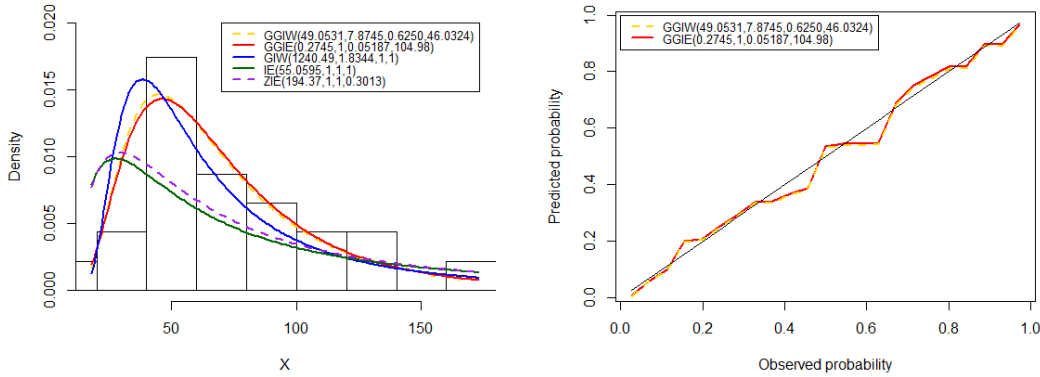 GGIW(49.0531,7.8745,0.6250,46.0324)
GGIE(0.2745,1,0.05187,104.98)
GIW(1240.49,1.8344,1,1)
IE(55.0595,1,1,1)
ZIE(194.37,1,1,0.3013)
Density
0.020
0.015
0.010
0.005
0.000
50
100
150
X
GGIW(49.0531,7.8745,0.6250,46.0324)
GGIE(0.2745,1,0.05187,104.98)
Predicted probability
0.8
0.6
0.4
0.2
0.0
0.0
0.2
0.4
0.6
0.8
1.0
Observed probability